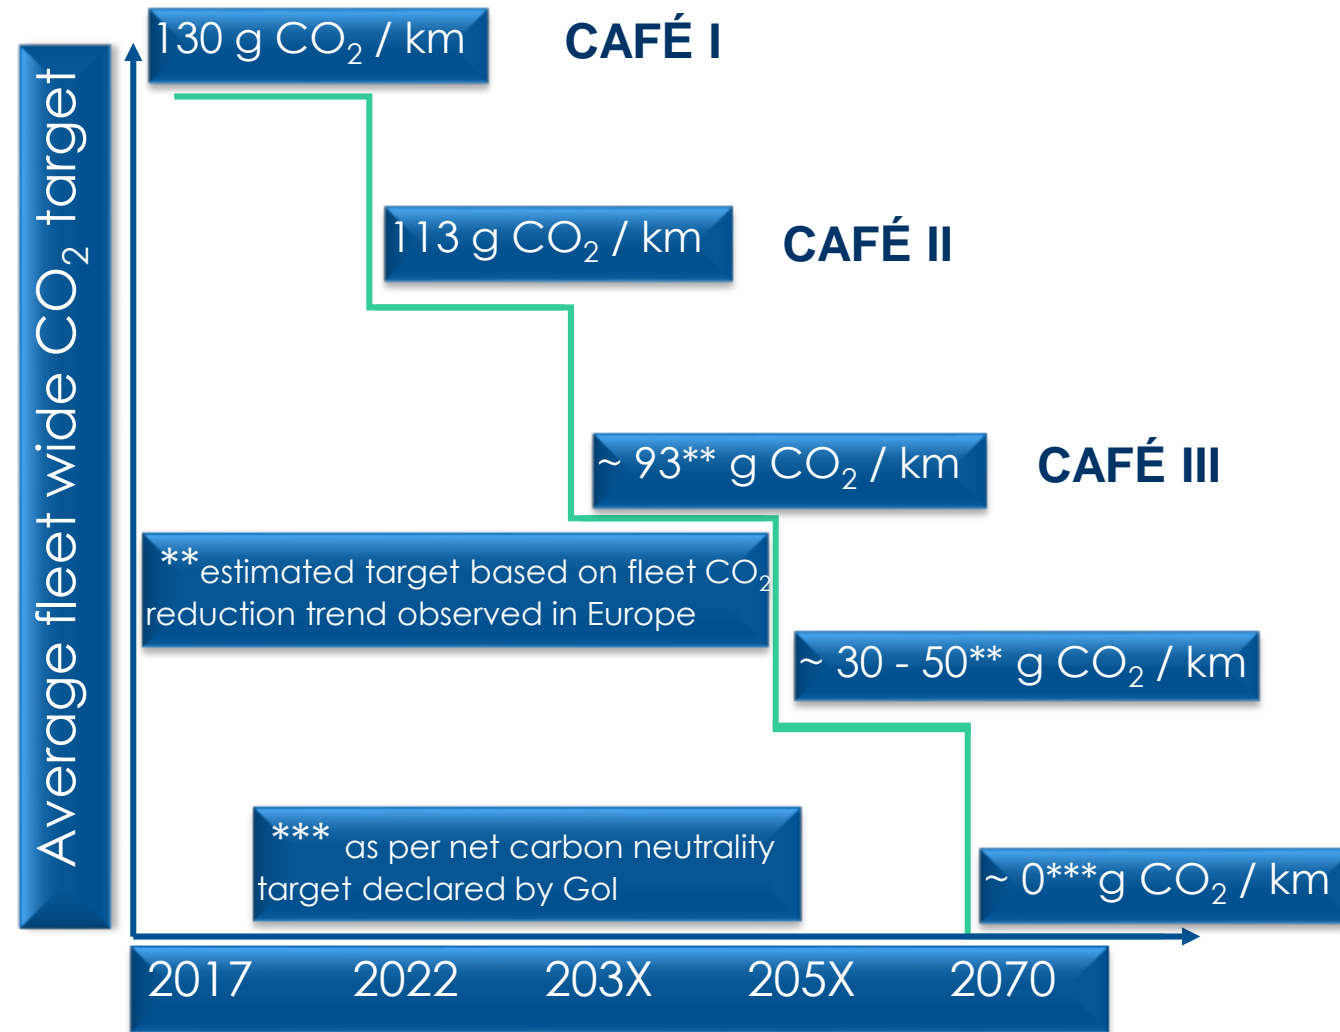 Average fleet wide CO₂ target
130 g CO₂ / km
CAFÉ I
113 g CO₂ / km
CAFÉ II
~ 93** g CO₂ / km
CAFÉ III
**estimated target based on fleet CO₂
reduction trend observed in Europe
~ 30 - 50** g CO₂ / km
*** as per net carbon neutrality
target declared by GoI
~ 0***g CO₂ / km
2017 2022 203X 205X 2070